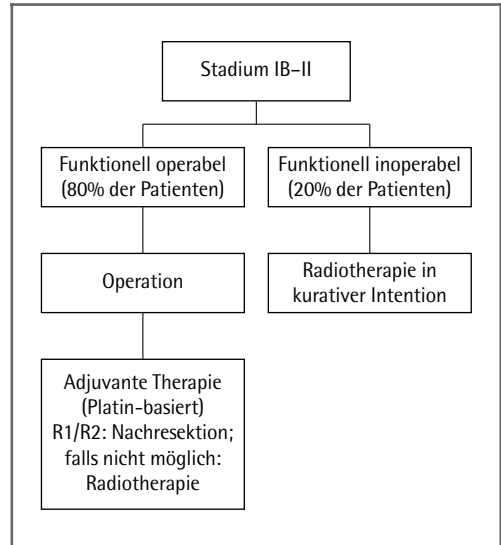 Stadium IB–II
Funktionell operabel
(80% der Patienten)
Funktionell inoperabel
(20% der Patienten)
Operation
Radiotherapie in
kurativer Intention
Adjuvante Therapie
(Platin-basiert)
R1/R2: Nachresektion;
falls nicht möglich:
Radiotherapie